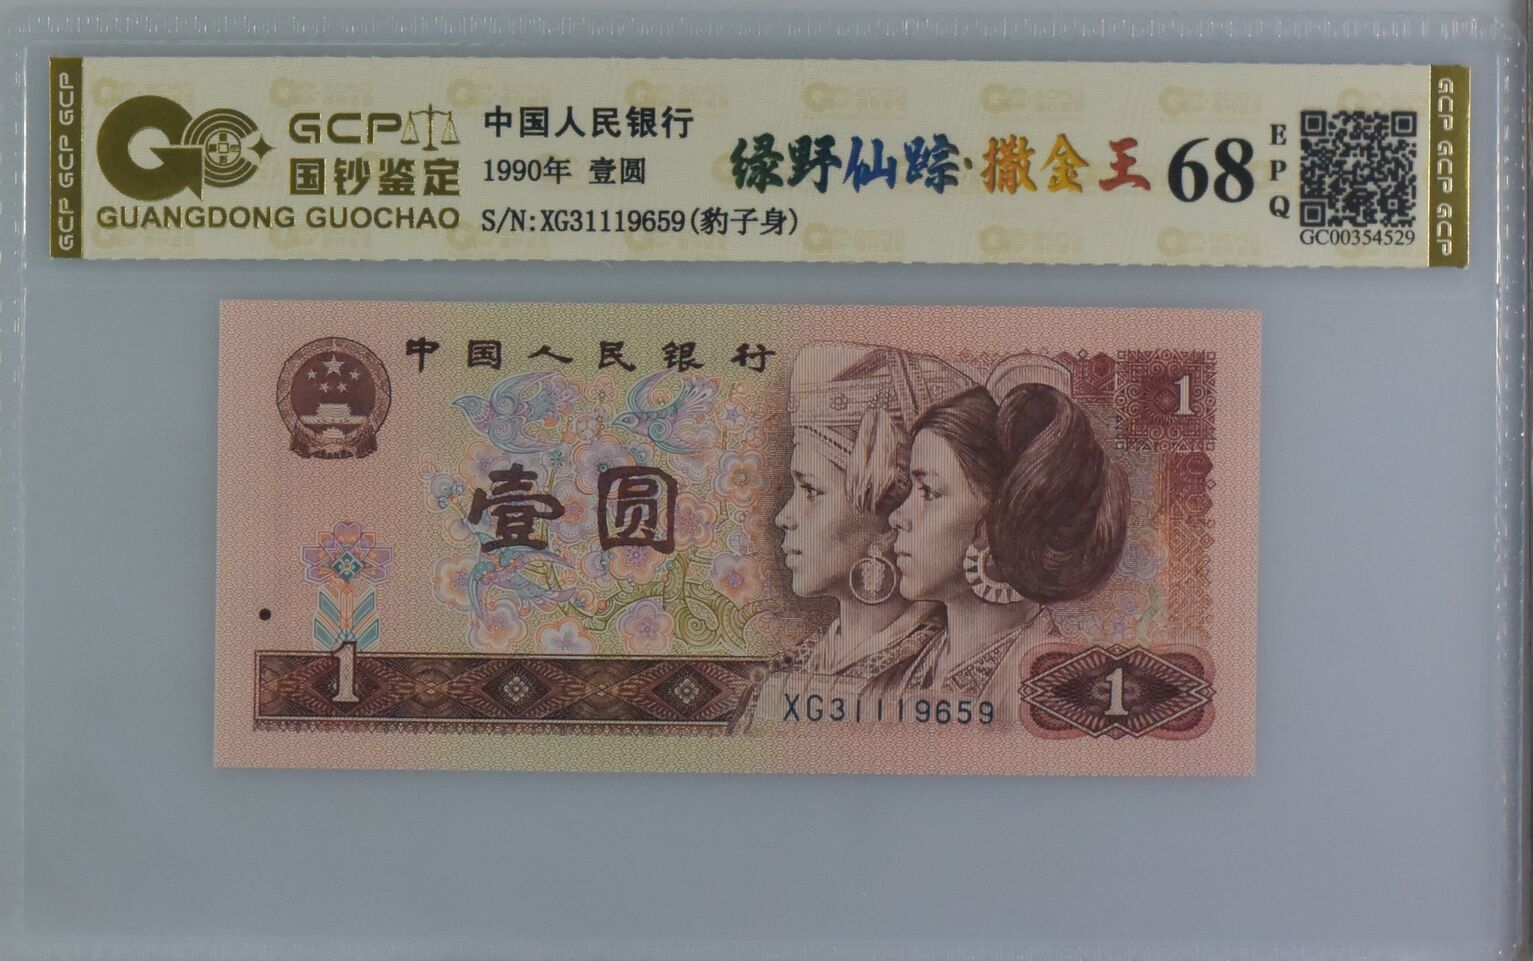 GCP GCP GCP
GCP
国钞鉴定
GUANGDONG GUOCHAO
中国人民银行
1990年 壹圆
S/N:XG31119659(豹子身)
绿野仙踪·撒金王
68
EPQ
GC00354529
GCP GCP GCP
中国人民银行
1
壹圆
1
XG31119659
1